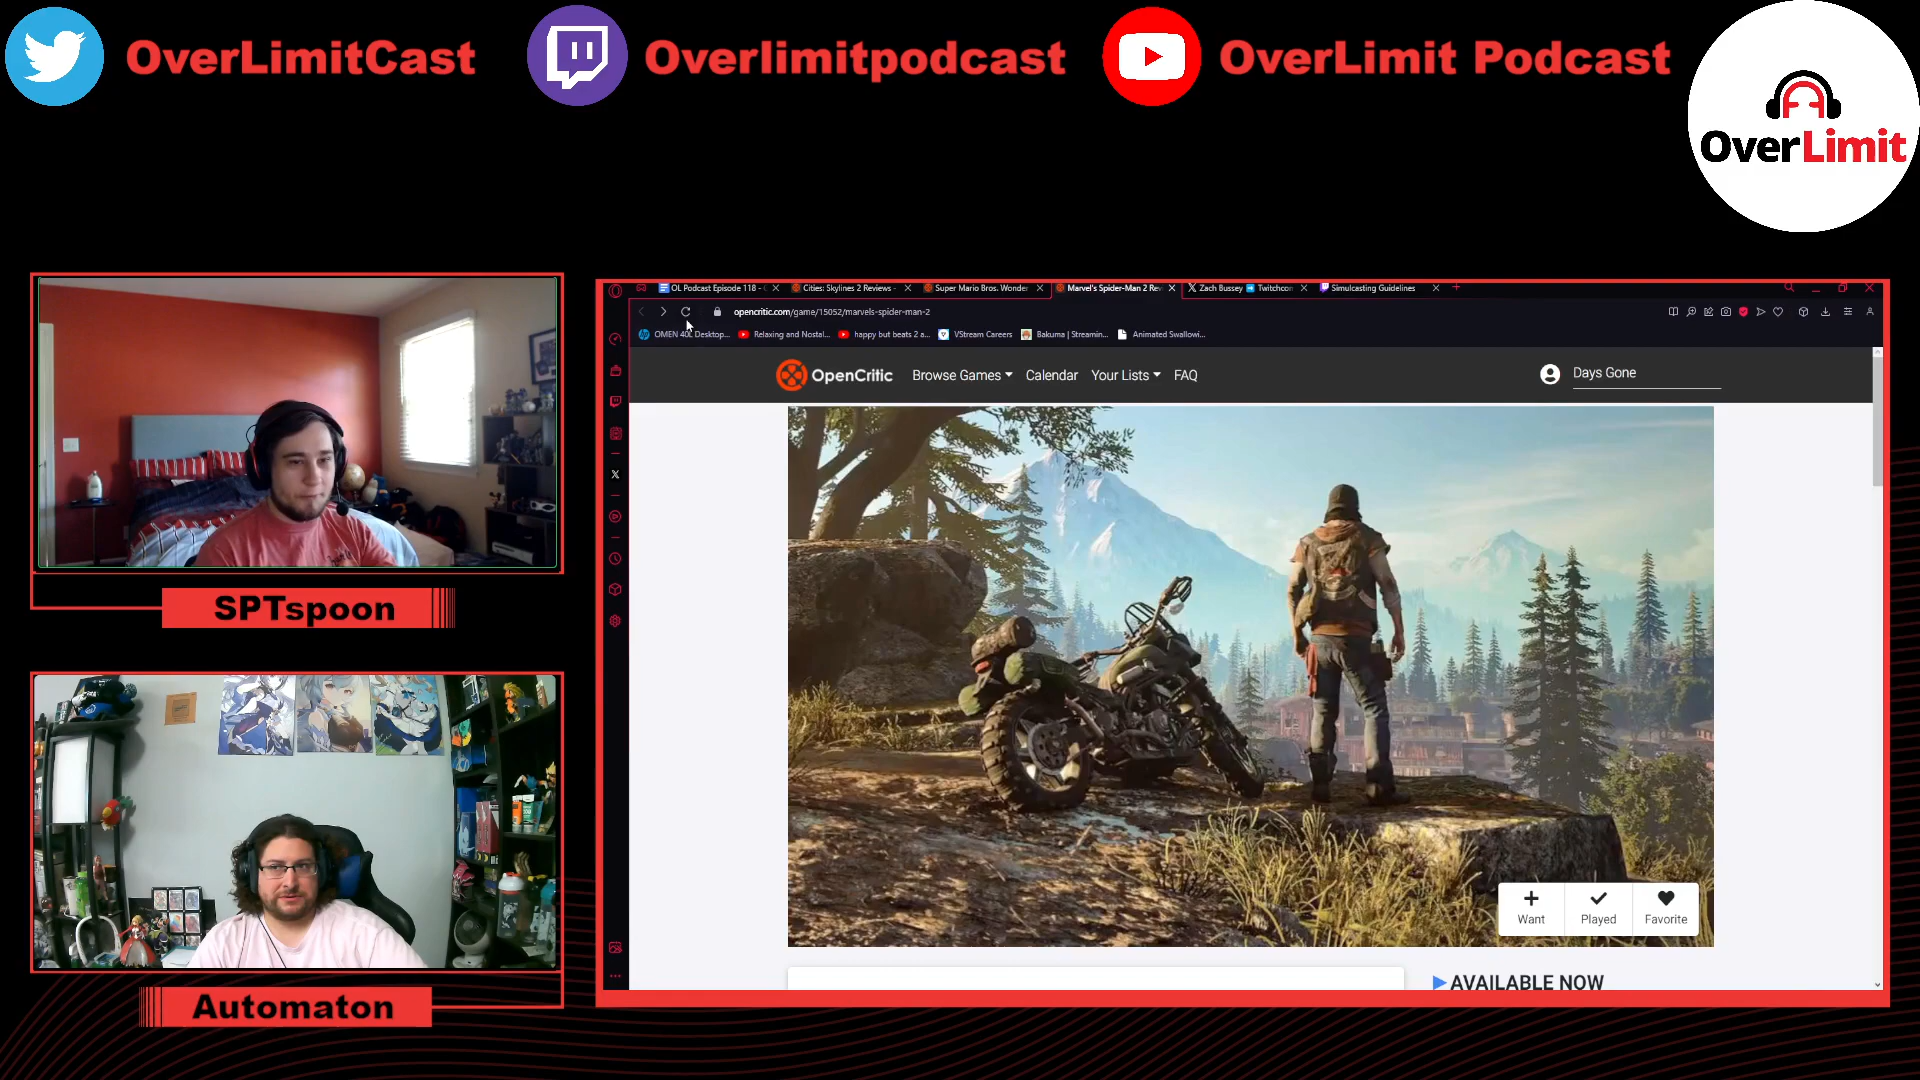 OverLimitCast
Overlimitpodcast
OverLimit Podcast
OverLimit
OL Podcast Episode 118 -
Cities: Skylines 2 Reviews -
Super Mario Bros. Wonder
Marvel's Spider-Man 2 Rev
Zach Bussey
Twitchcon
Simulcasting Guidelines
opencritic.com/game/15052/marvels-spider-man-2
OMEN 40L Desktop...
Relaxing and Nostal...
happy but beats 2 a...
VStream Careers
Bakuma | Streamin...
Animated Swallowi...
OpenCritic
Browse Games
Calendar
Your Lists
FAQ
Days Gone
SPTspoon
Want
Played
Favorite
AVAILABLE NOW
Automaton